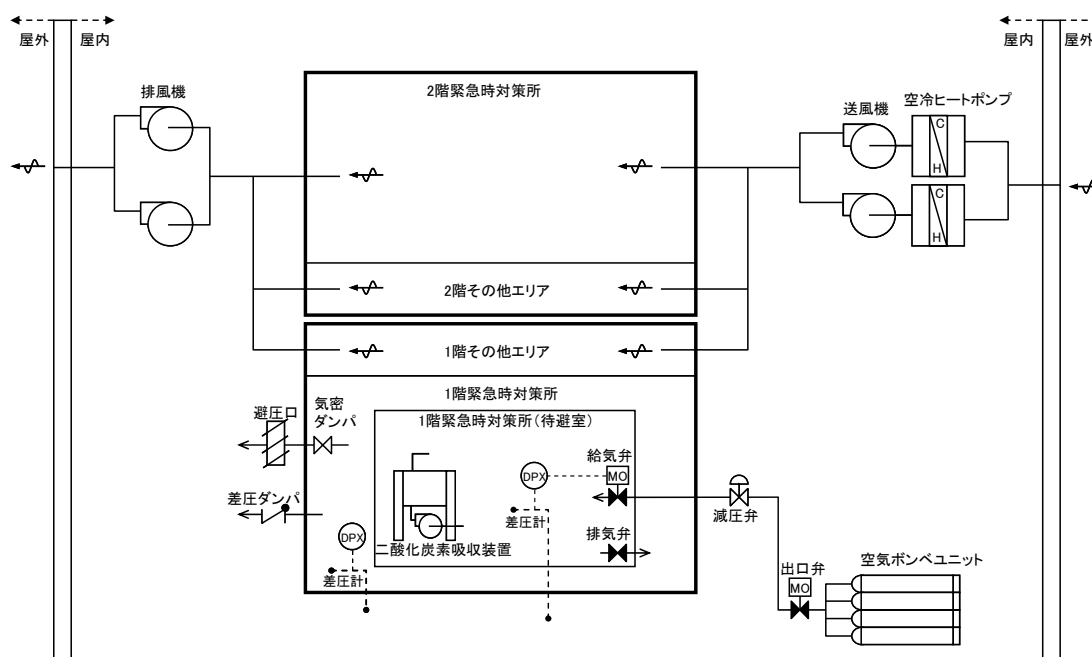 屋外
屋内
屋内
屋外
排風機
2階緊急時対策所
送風機
空冷ヒートポンプ
C
H
C
H
2階その他エリア
1階その他エリア
1階緊急時対策所
避圧口
気密
ダンパ
1階緊急時対策所(待避室)
給気弁
DPX
MO
差圧ダンパ
差圧計
減圧弁
DPX
排気弁
二酸化炭素吸収装置
差圧計
出口弁
MO
空気ボンベユニット